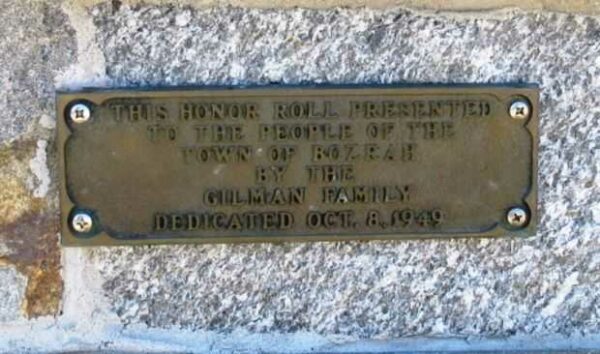 THIS HONOR ROLL PRESENTED
TO THE PEOPLE OF THE
TOWN OF BOZRAH
BY THE
GILMAN FAMILY
DEDICATED OCT. 8, 1949